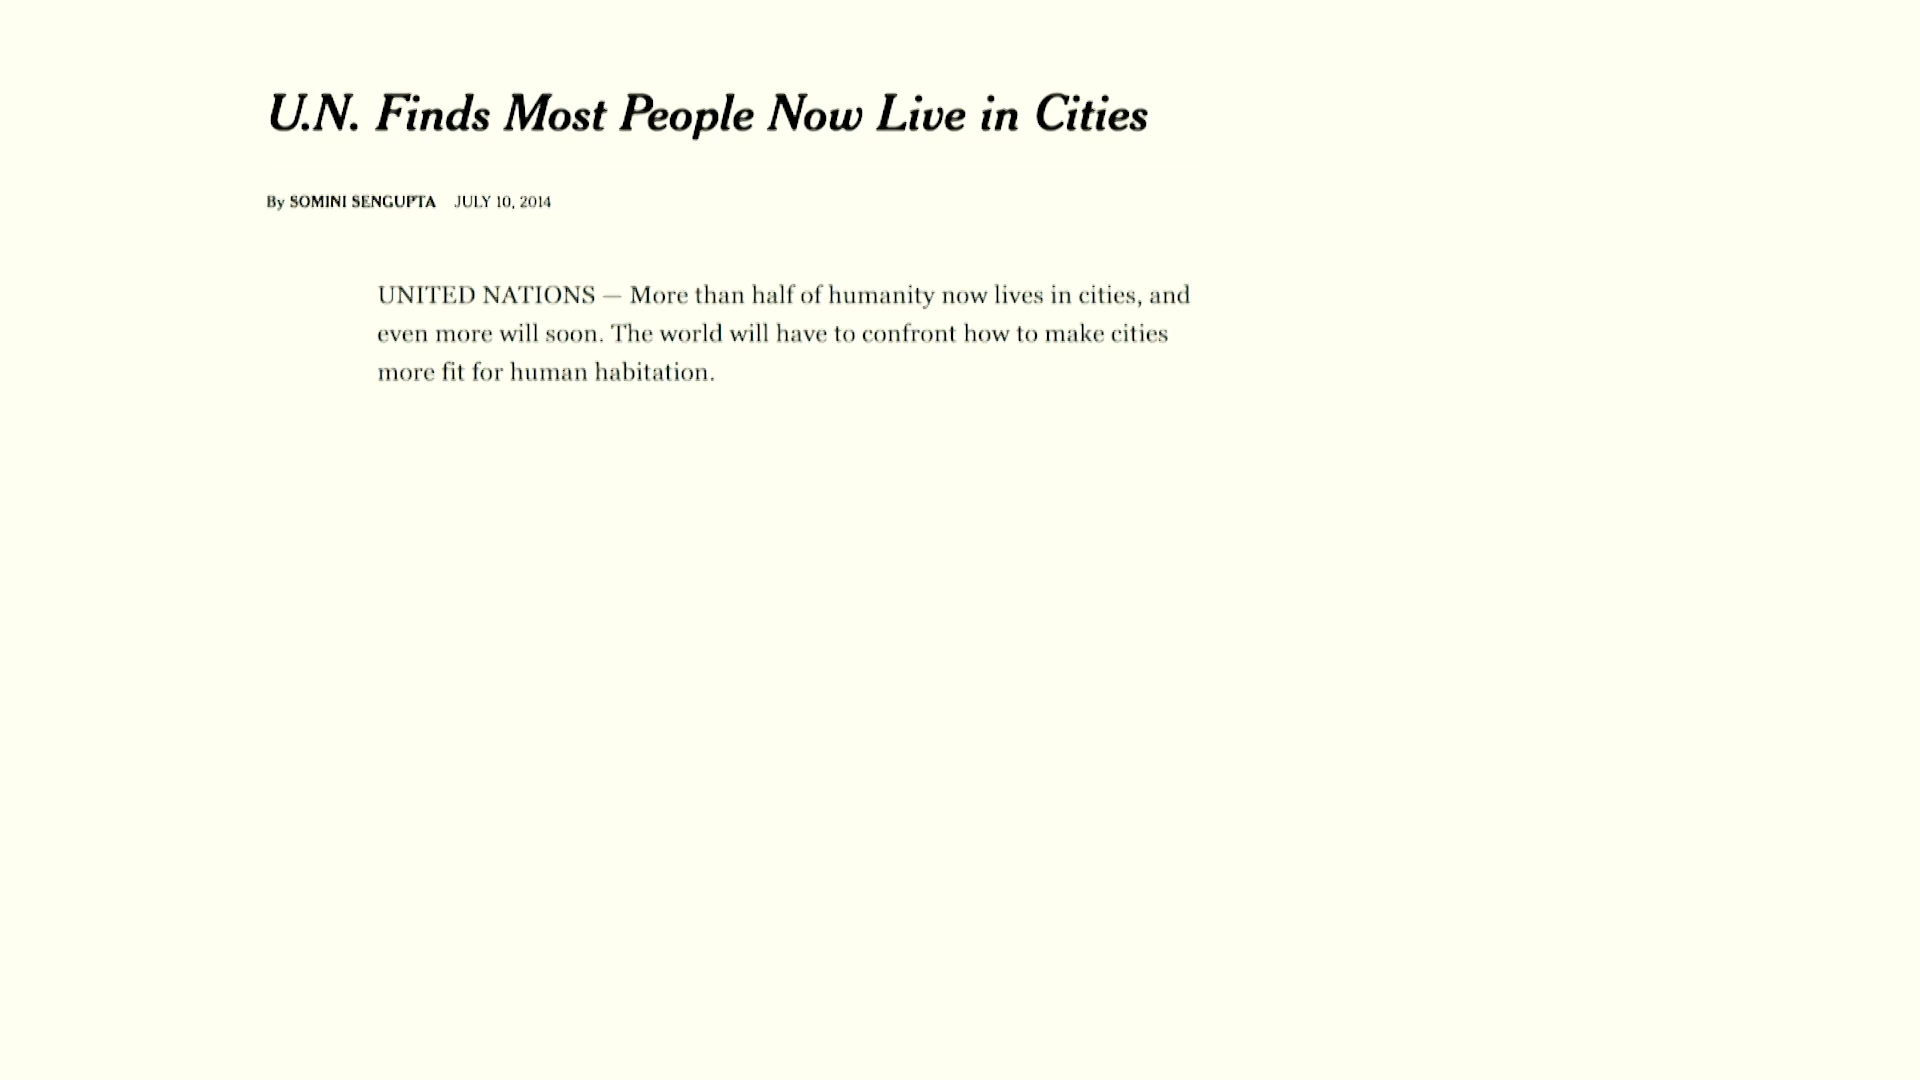 U.N. Finds Most People Now Live in Cities
By SOMINI SENGUPTA JULY 10, 2014
UNITED NATIONS — More than half of humanity now lives in cities, and
even more will soon. The world will have to confront how to make cities
more fit for human habitation.